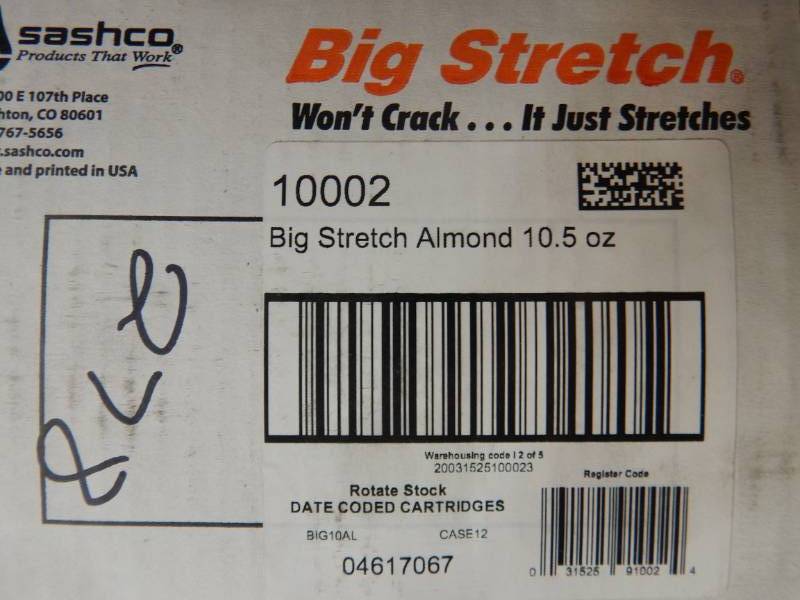 sashco®
Products That Work®
00 E 107th Place
hton, CO 80601
767-5656
.sashco.com
and printed in USA
Big Stretch®
Won't Crack . . . It Just Stretches
10002
Big Stretch Almond 10.5 oz
Warehousing code I 2 of 5
20031525100023
Register Code
Rotate Stock
DATE CODED CARTRIDGES
BIG10AL CASE12
04617067
0 31525 91002 4